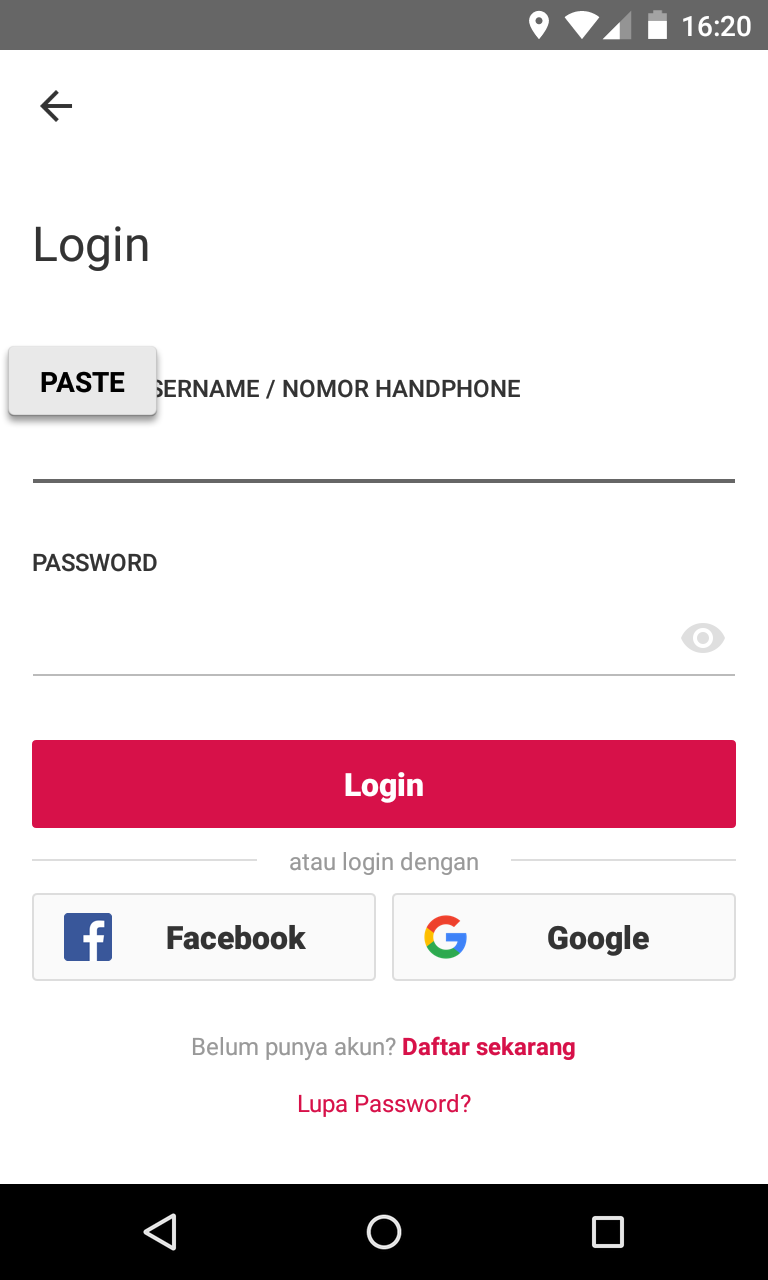 16:20
Login
PASTE
SERNAME / NOMOR HANDPHONE
PASSWORD
Login
atau login dengan
Facebook
Google
Belum punya akun? Daftar sekarang
Lupa Password?